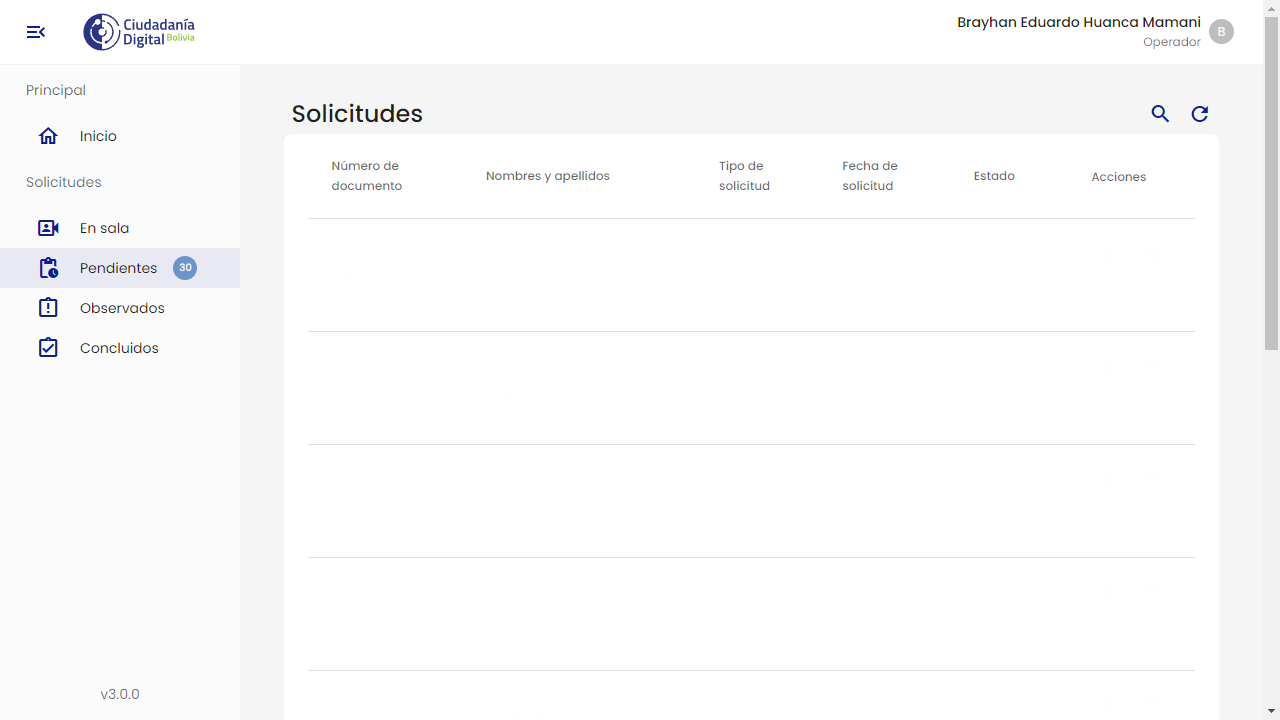 Ciudadanía
Digital Bolivia
Brayhan Eduardo Huanca Mamani
Operador
B
Principal
Inicio
Solicitudes
En sala
Pendientes 30
Observados
Concluidos
v3.0.0
Solicitudes
Número de
documento
Nombres y apellidos
Tipo de
solicitud
Fecha de
solicitud
Estado
Acciones